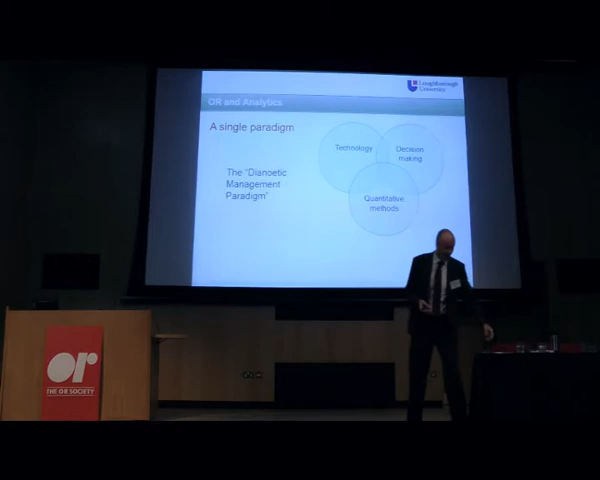 Loughborough
University
OR and Analytics
A single paradigm
Technology
Decision
making
The "Dianoetic
Management
Paradigm"
Quantitative
methods
or
THE OR SOCIETY